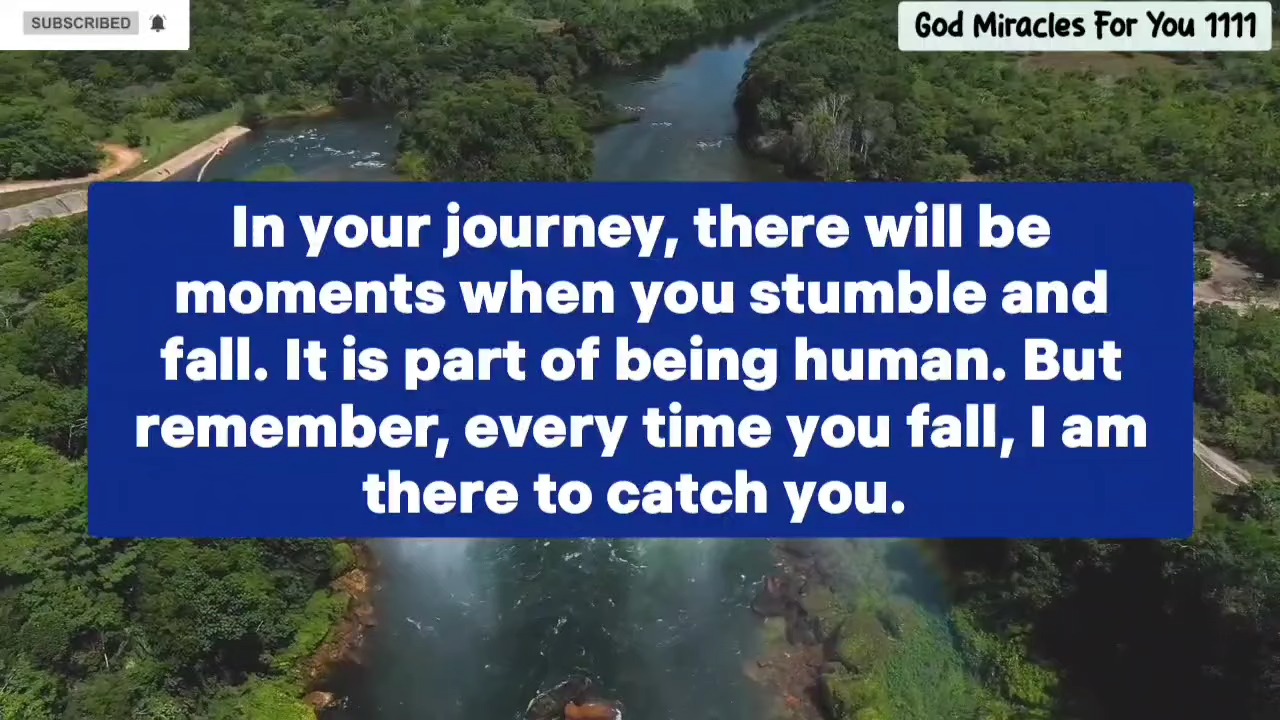 SUBSCRIBED
God Miracles For You 1111
In your journey, there will be
moments when you stumble and
fall. It is part of being human. But
remember, every time you fall, I am
there to catch you.